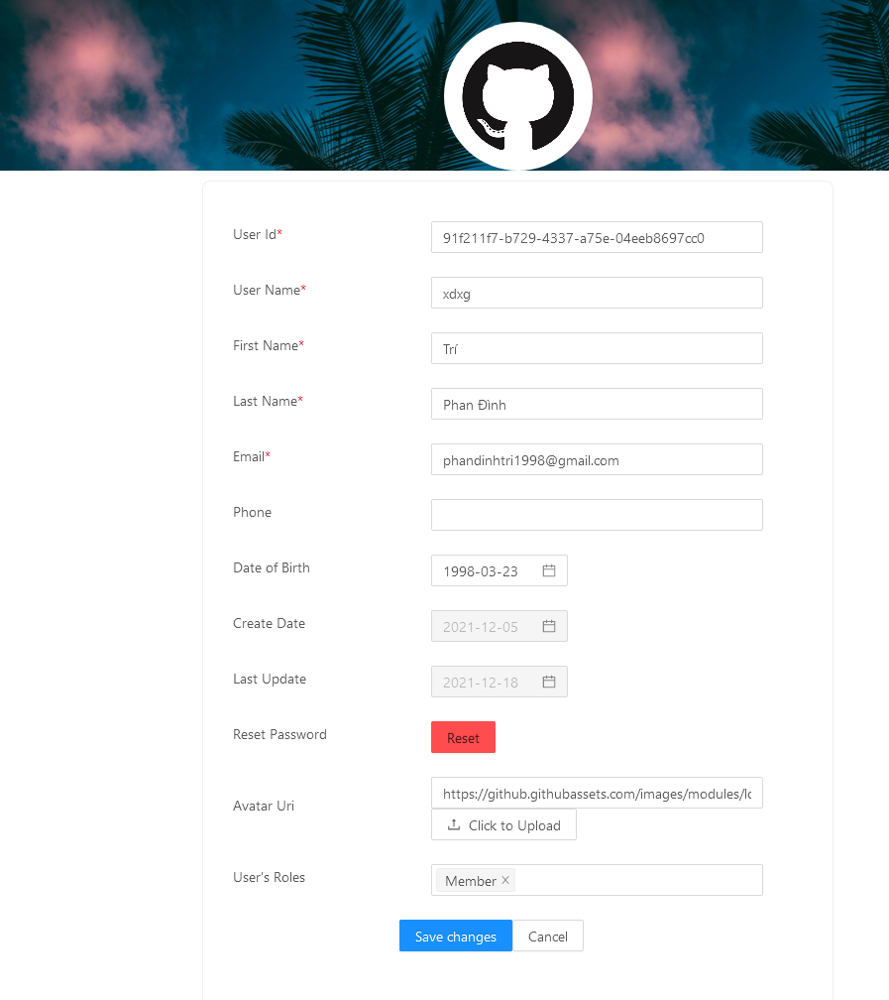 User Id*
91f211f7-b729-4337-a75e-04eeb8697cc0
User Name*
xdxg
First Name*
Trí
Last Name*
Phan Đình
Email*
phandinhtri1998@gmail.com
Phone
Date of Birth
1998-03-23
Create Date
2021-12-05
Last Update
2021-12-18
Reset Password
Reset
Avatar Uri
https://github.githubassets.com/images/modules/lo
Click to Upload
User's Roles
Member
Save changes
Cancel